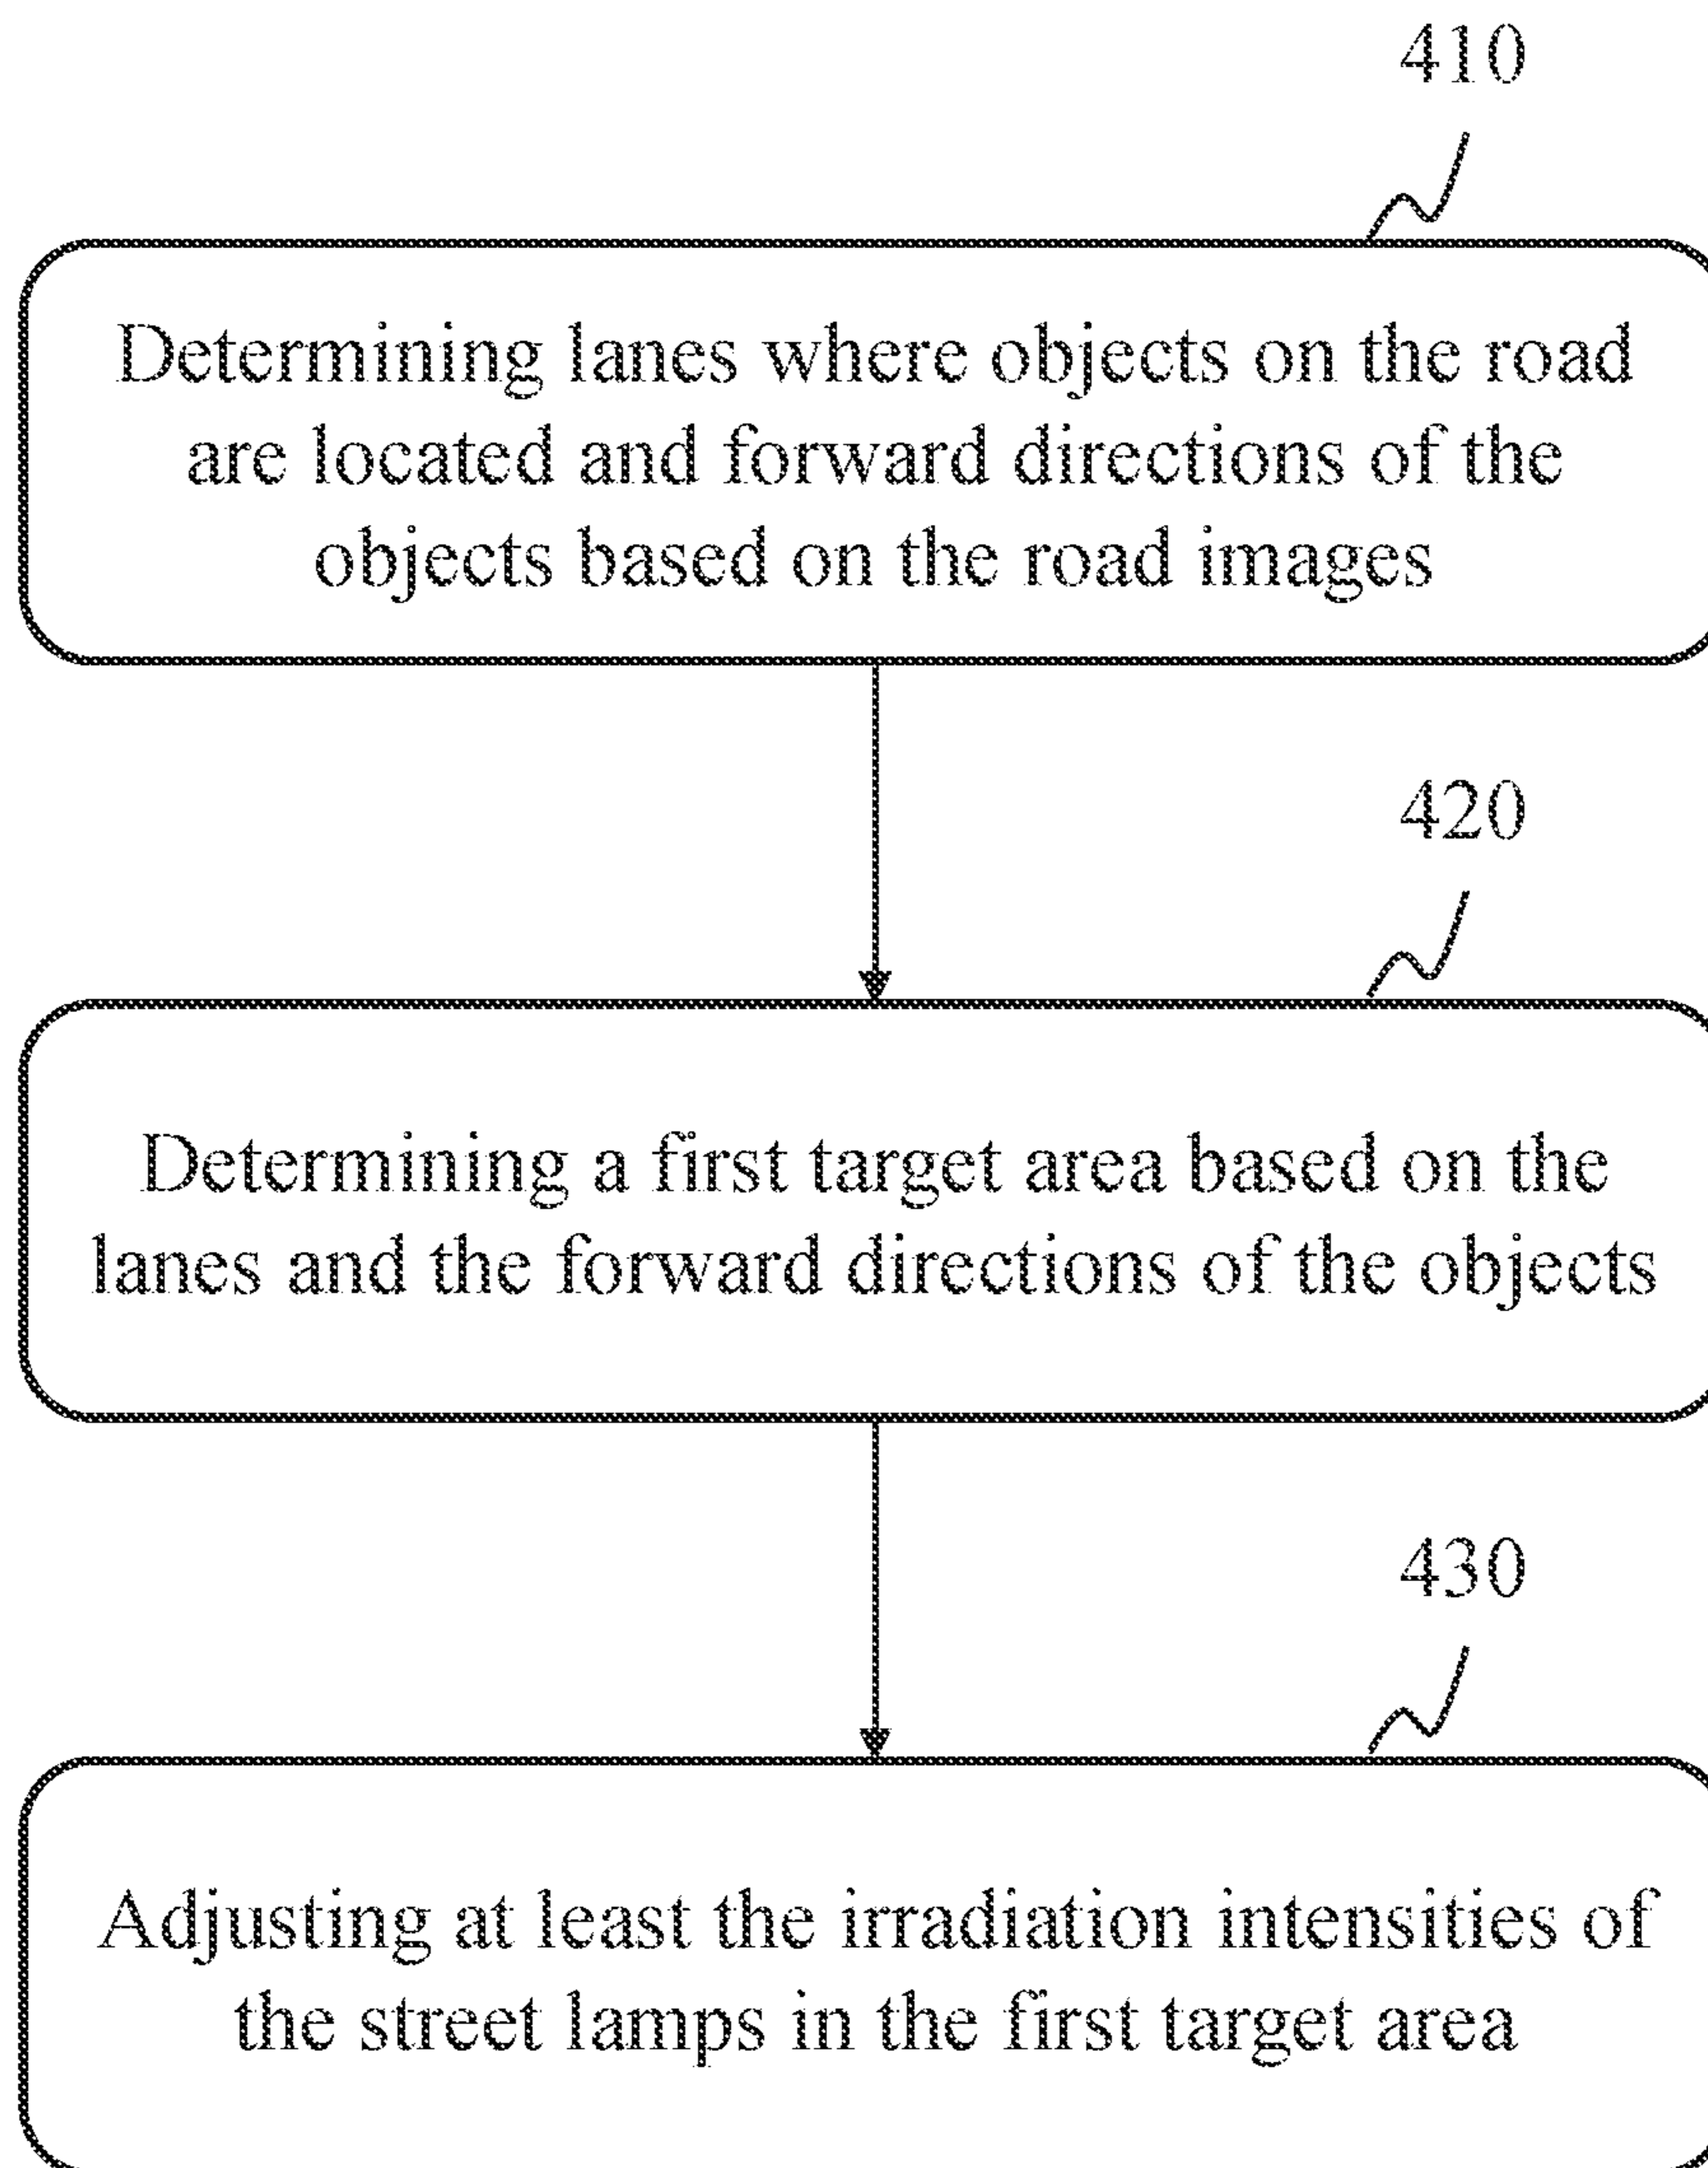 410
Determining lanes where objects on the road
are located and forward directions of the
objects based on the road images
420
Determining a first target area based on the
lanes and the forward directions of the objects
430
Adjusting at least the irradiation intensities of
the street lamps in the first target area